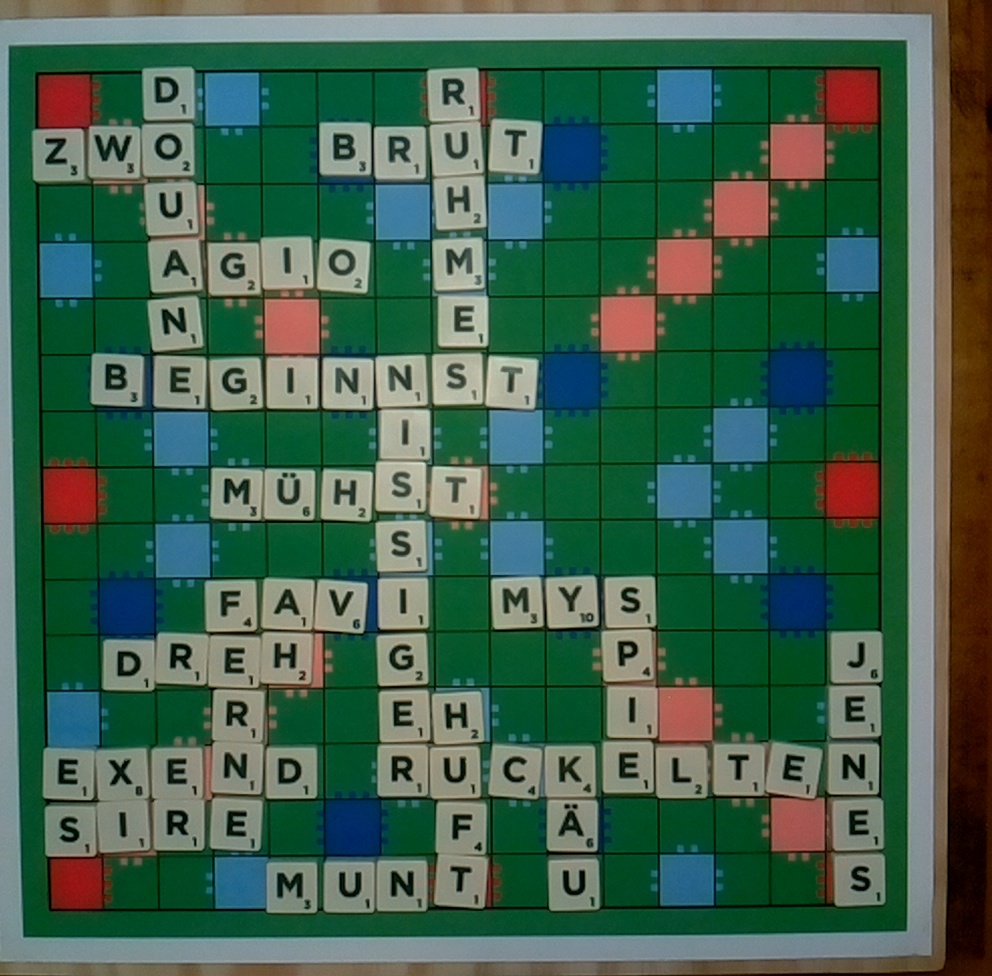 D R
ZWO BRUT
U H
AGIO M
N E
BEGINNST
I
MÜHST
S
FAVI MYS
DREH G P J
R EH I E
EXEND RUCKELTEN
SIRE F Ä E
MUNT U S